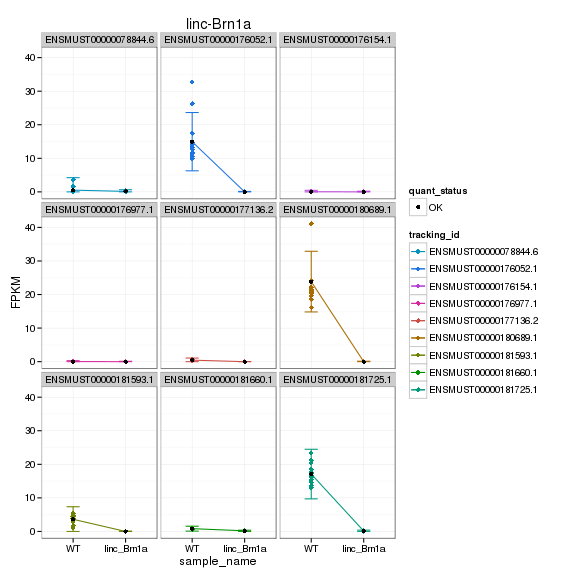 linc-Brn1a
ENSMUST00000078844.6 ENSMUST00000176052.1 ENSMUST00000176154.1
40
30
20
10
0
ENSMUST00000176977.1 ENSMUST00000177136.2 ENSMUST00000180689.1
40
30
20
10
0
FPKM
ENSMUST00000181593.1 ENSMUST00000181660.1 ENSMUST00000181725.1
40
30
20
10
0
WT linc_Brn1a WT linc_Brn1a WT linc_Brn1a
sample_name
quant_status
OK
tracking_id
ENSMUST00000078844.6
ENSMUST00000176052.1
ENSMUST00000176154.1
ENSMUST00000176977.1
ENSMUST00000177136.2
ENSMUST00000180689.1
ENSMUST00000181593.1
ENSMUST00000181660.1
ENSMUST00000181725.1